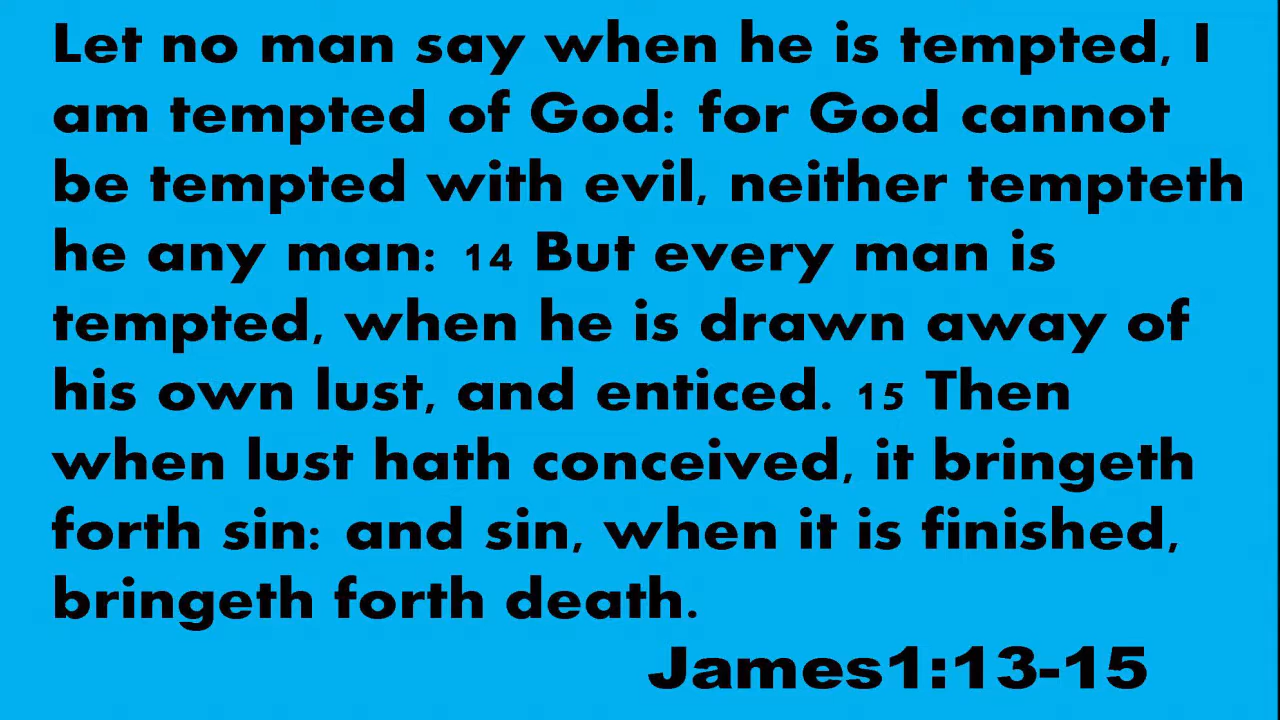 Let no man say when he is tempted, I
am tempted of God: for God cannot
be tempted with evil, neither tempteth
he any man: 14 But every man is
tempted, when he is drawn away of
his own lust, and enticed. 15 Then
when lust hath conceived, it bringeth
forth sin: and sin, when it is finished,
bringeth forth death.
James1:13-15